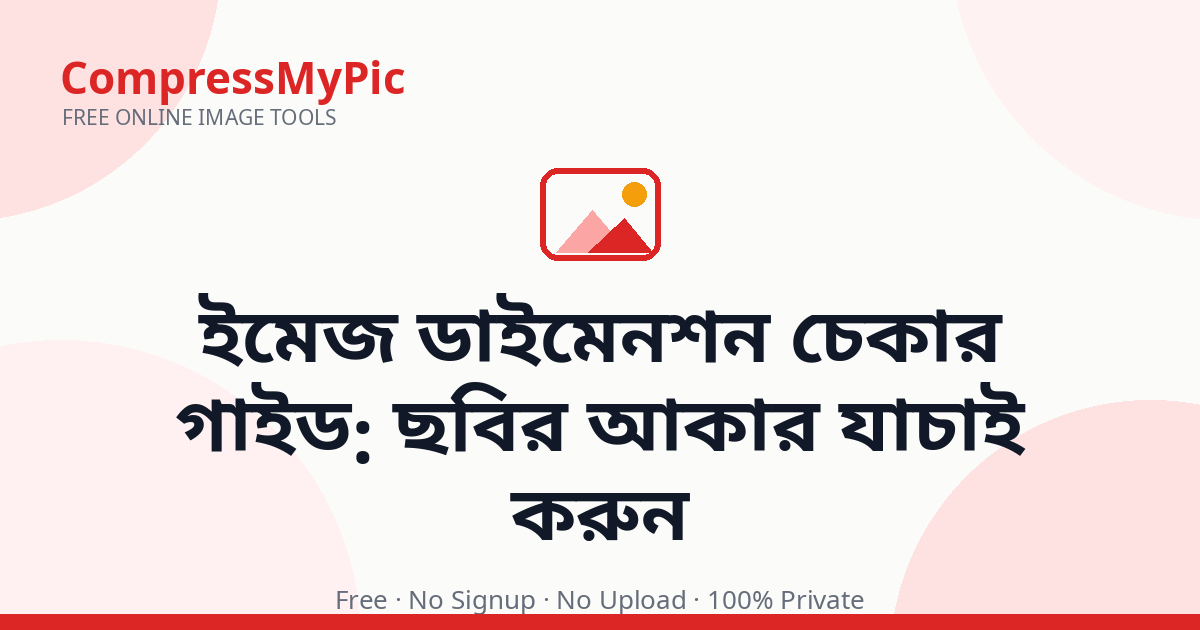 CompressMyPic
FREE ONLINE IMAGE TOOLS
ইমেজ ডাইমেনশন চেকার
গাইড: ছবির আকার যাচাই
করুন
Free · No Signup · No Upload · 100% Private